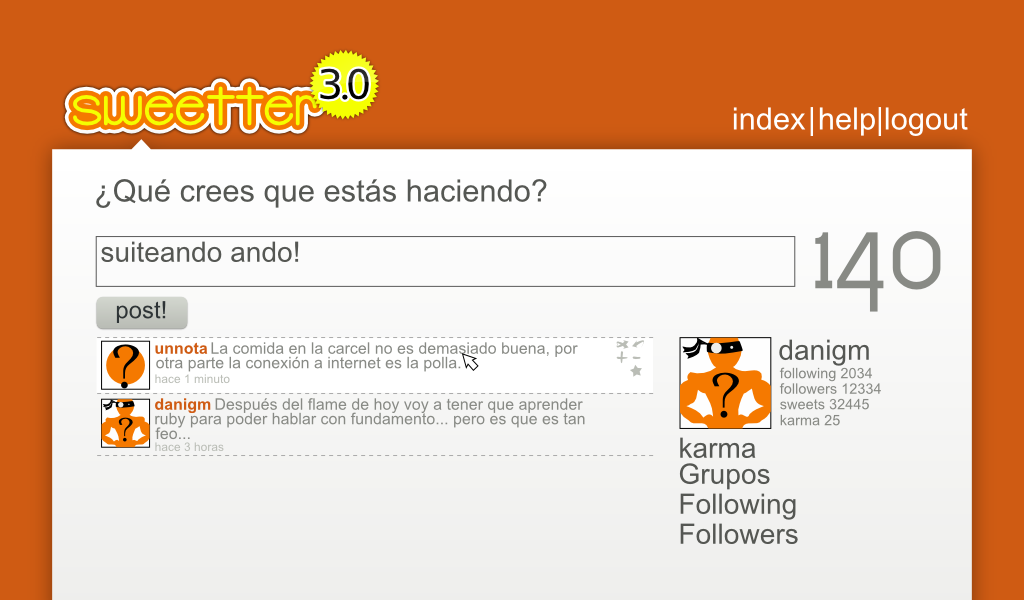 sweetter 3.0
index|help|logout
¿Qué crees que estás haciendo?
suiteando ando!
140
post!
unnota La comida en la carcel no es demasiado buena, por
otra parte la conexión a internet es la polla.
hace 1 minuto
danigm Después del flame de hoy voy a tener que aprender
ruby para poder hablar con fundamento... pero es que es tan
feo...
hace 3 horas
?
?
?
danigm
following 2034
followers 12334
sweets 32445
karma 25
karma
Grupos
Following
Followers